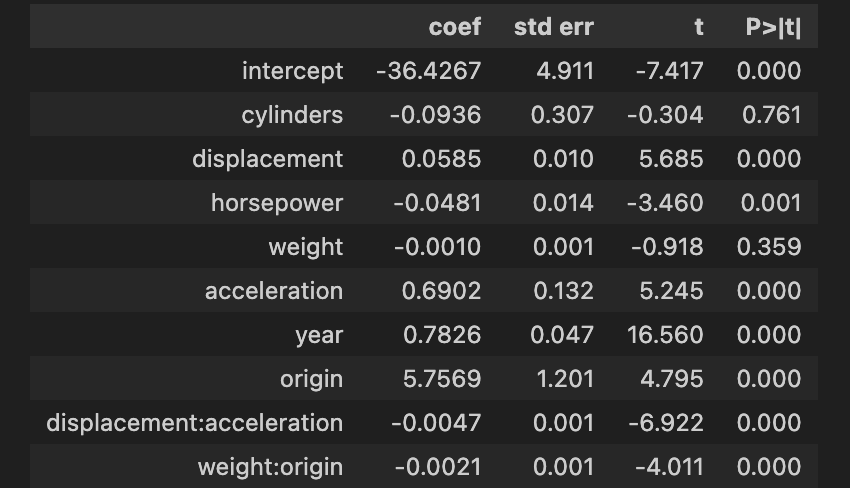 coef std err t P>|t|
intercept -36.4267 4.911 -7.417 0.000
cylinders -0.0936 0.307 -0.304 0.761
displacement 0.0585 0.010 5.685 0.000
horsepower -0.0481 0.014 -3.460 0.001
weight -0.0010 0.001 -0.918 0.359
acceleration 0.6902 0.132 5.245 0.000
year 0.7826 0.047 16.560 0.000
origin 5.7569 1.201 4.795 0.000
displacement:acceleration -0.0047 0.001 -6.922 0.000
weight:origin -0.0021 0.001 -4.011 0.000